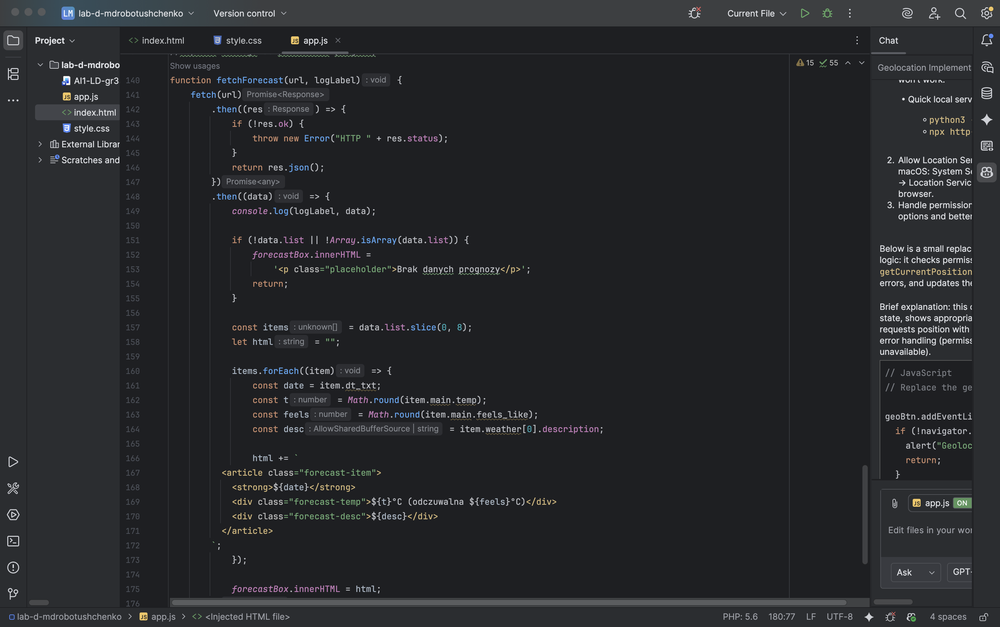 LM lab-d-mdrobotushchenko
Version control
Current File
Project
index.html
style.css
JS app.js
Chat
lab-d-mdrobo
AI1-LD-gr3
JS app.js
index.html
style.css
External Librar
Scratches and
15 55
Show usages
140 function fetchForecast(url, logLabel) : void {
141 fetch(url) Promise<Response>
142 .then((res : Response ) => {
143 if (!res.ok) {
144 throw new Error("HTTP " + res.status);
145 }
146 return res.json();
147 }) Promise<any>
148 .then((data) : void => {
149 console.log(logLabel, data);
150
151 if (!data.list || !Array.isArray(data.list)) {
152 forecastBox.innerHTML =
153 '<p class="placeholder">Brak danych prognozy</p>';
154 return;
155 }
156
157 const items : unknown[] = data.list.slice(0, 8);
158 let html : string = "";
159
160 items.forEach((item) : void => {
161 const date = item.dt_txt;
162 const t : number = Math.round(item.main.temp);
163 const feels : number = Math.round(item.main.feels_like);
164 const desc : AllowSharedBufferSource | string = item.weather[0].description;
165
166 html += `
167 <article class="forecast-item">
168 <strong>${date}</strong>
169 <div class="forecast-temp">${t}°C (odczuwalna ${feels}°C)</div>
170 <div class="forecast-desc">${desc}</div>
171 </article>
172 `;
173 });
174
175 forecastBox.innerHTML = html;
176
Geolocation Implement
won't work.
• Quick local serv
python3
npx http-
2. Allow Location Ser
macOS: System Se
→ Location Servic
browser.
3. Handle permission
options and better
Below is a small replac
logic: it checks permiss
getCurrentPosition
errors, and updates the
Brief explanation: this
state, shows appropria
requests position with
error handling (permiss
unavailable).
// JavaScript
// Replace the ge
geoBtn.addEventLi
if (!navigator.
alert("Geoloc
return;
}
JS app.js ON
Edit files in your wor
Ask
GPT-
lab-d-mdrobotushchenko > JS app.js > <Injected HTML file>
PHP: 5.6 180:77 LF UTF-8 4 spaces